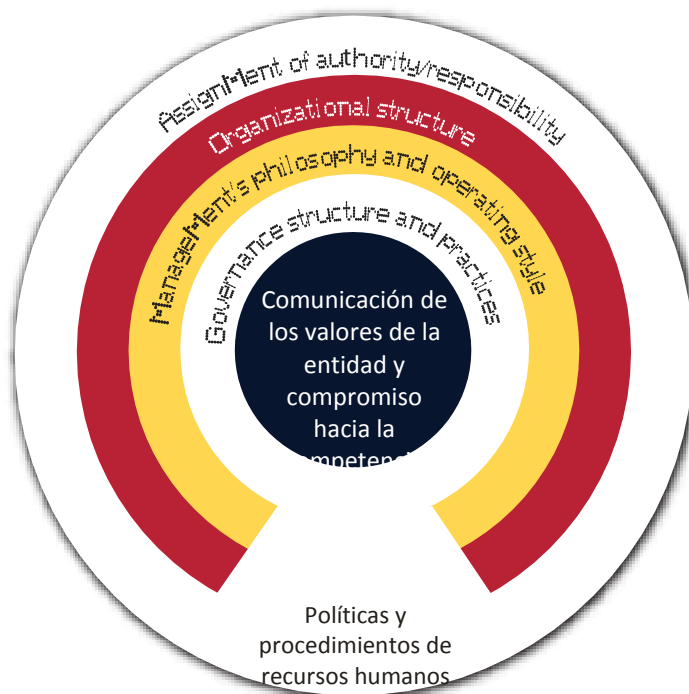 Assignment of authority/responsibility
Organizational structure
Management's philosophy and operating style
Governance structure and practices
Comunicación de
los valores de la
entidad y
compromiso
hacia la
Políticas y
procedimientos de
recursos humanos